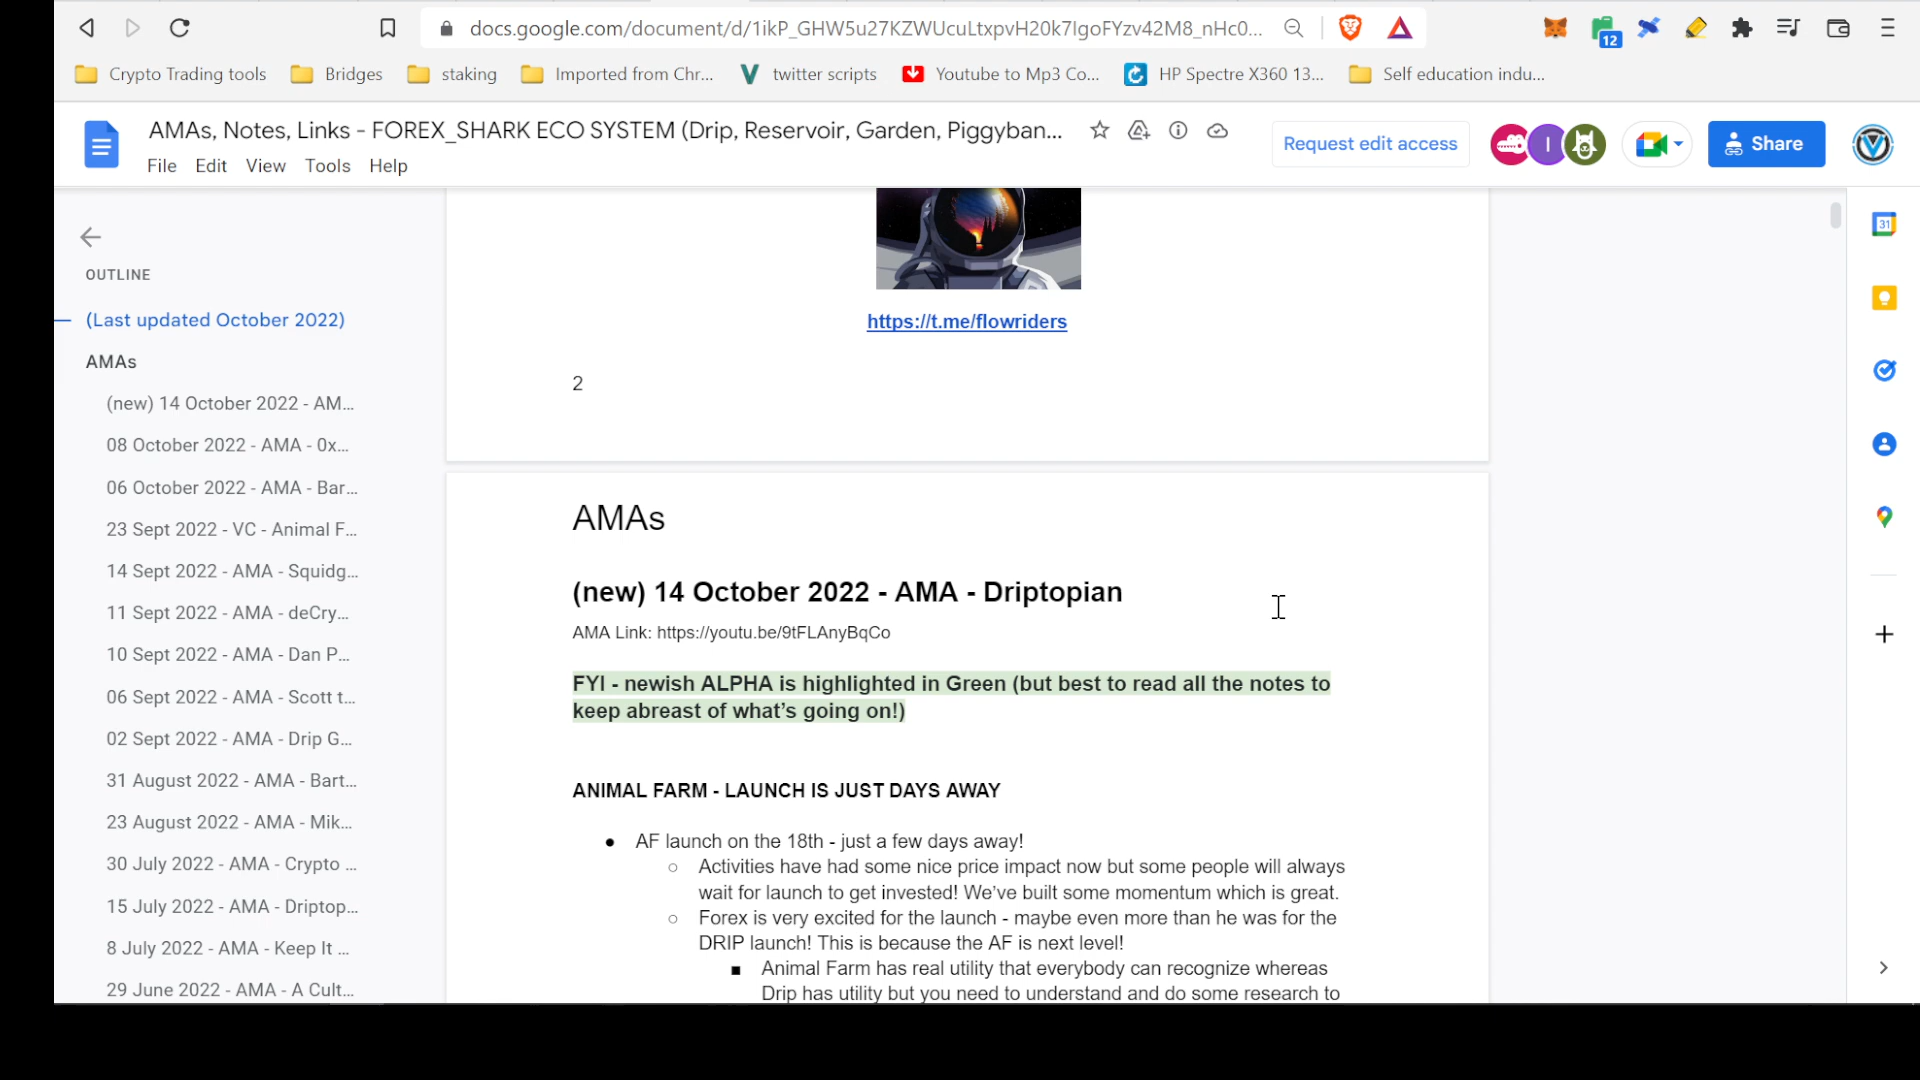 docs.google.com/document/d/1ikP_GHW5u27KZWUcuLtxpvH20k7lgoFYzv42M8_nHc0...
12
Crypto Trading tools
Bridges
staking
Imported from Chr...
twitter scripts
Youtube to Mp3 Co...
HP Spectre X360 13...
Self education indu...
AMAs, Notes, Links - FOREX_SHARK ECO SYSTEM (Drip, Reservoir, Garden, Piggyban...
File Edit View Tools Help
Request edit access
I
Share
31
OUTLINE
(Last updated October 2022)
AMAs
(new) 14 October 2022 - AM...
08 October 2022 - AMA - 0x...
06 October 2022 - AMA - Bar...
23 Sept 2022 - VC - Animal F...
14 Sept 2022 - AMA - Squidg...
11 Sept 2022 - AMA - deCry...
10 Sept 2022 - AMA - Dan P...
06 Sept 2022 - AMA - Scott t...
02 Sept 2022 - AMA - Drip G...
31 August 2022 - AMA - Bart...
23 August 2022 - AMA - Mik...
30 July 2022 - AMA - Crypto ...
15 July 2022 - AMA - Driptop...
8 July 2022 - AMA - Keep It ...
29 June 2022 - AMA - A Cult...
https://t.me/flowriders
2
AMAs
(new) 14 October 2022 - AMA - Driptopian
AMA Link: https://youtu.be/9tFLAnyBqCo
FYI - newish ALPHA is highlighted in Green (but best to read all the notes to
keep abreast of what's going on!)
ANIMAL FARM - LAUNCH IS JUST DAYS AWAY
● AF launch on the 18th - just a few days away!
○ Activities have had some nice price impact now but some people will always
wait for launch to get invested! We've built some momentum which is great.
○ Forex is very excited for the launch - maybe even more than he was for the
DRIP launch! This is because the AF is next level!
■ Animal Farm has real utility that everybody can recognize whereas
Drip has utility but you need to understand and do some research to